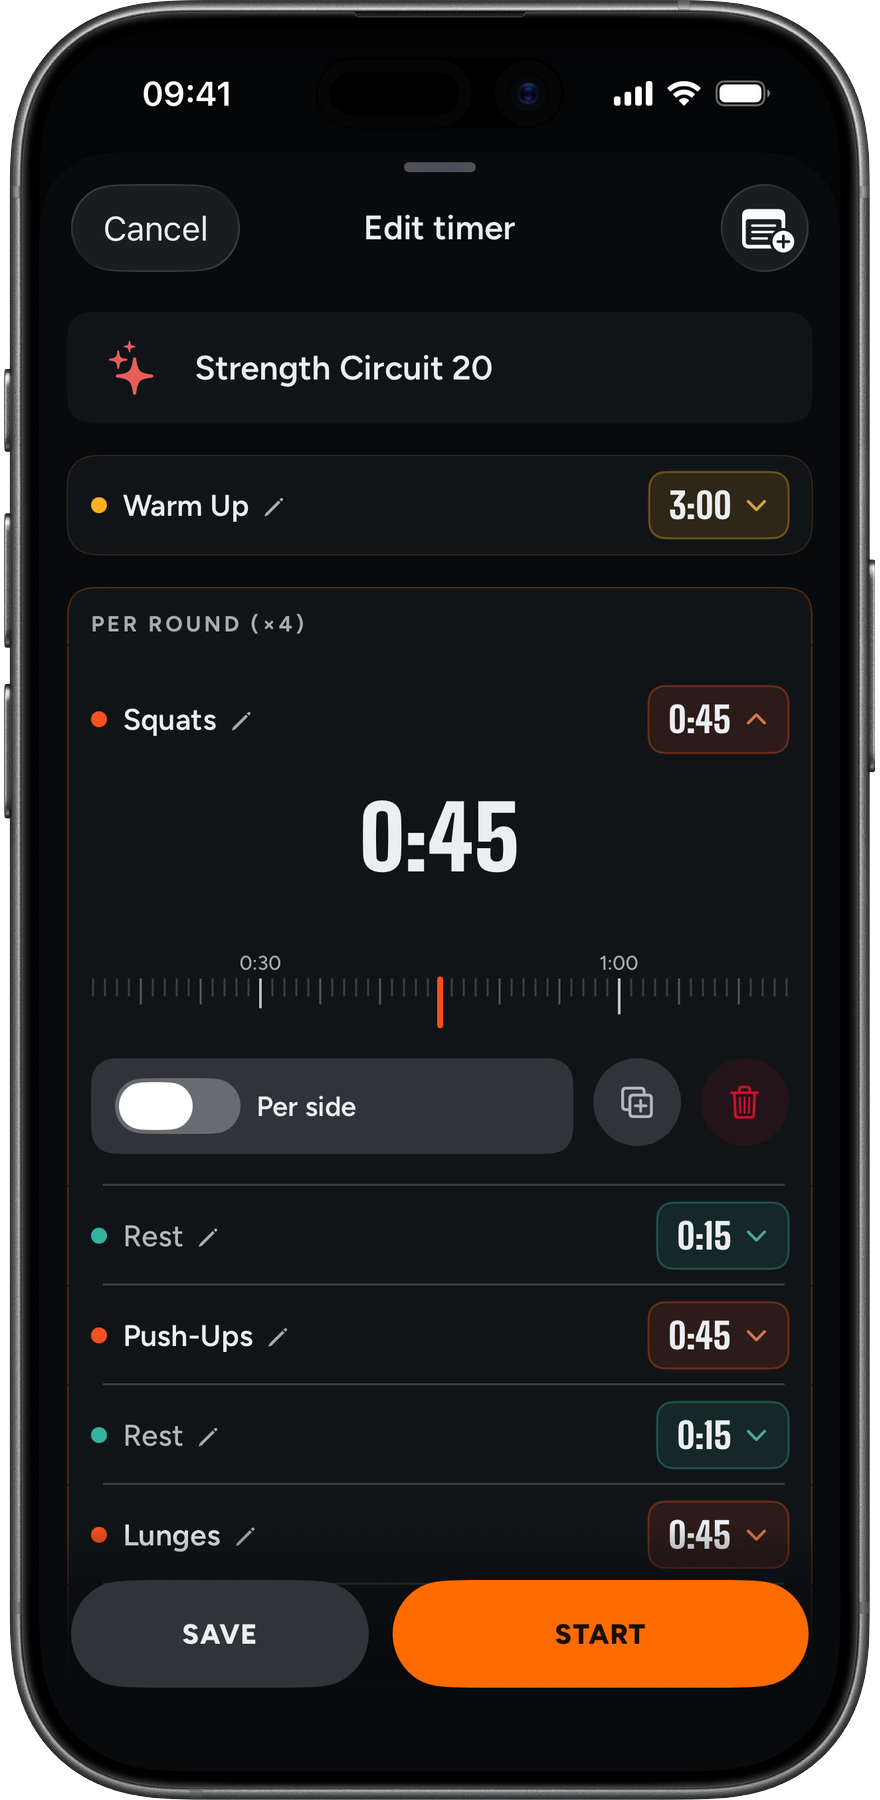 09:41
Cancel
Edit timer
Strength Circuit 20
Warm Up
3:00
PER ROUND (×4)
Squats
0:45
0:45
0:30
1:00
Per side
Rest
0:15
Push-Ups
0:45
Rest
0:15
Lunges
0:45
SAVE
START